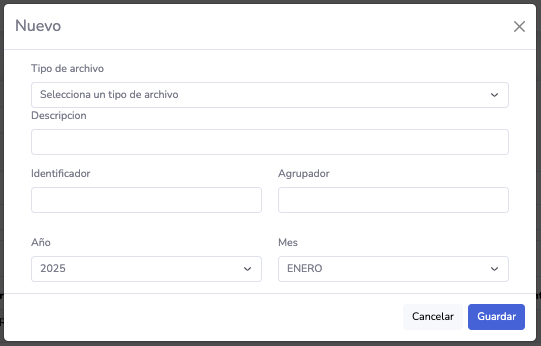 Nuevo
Tipo de archivo
Selecciona un tipo de archivo
Descripcion
Identificador
Agrupador
Año
Mes
2025
ENERO
Cancelar
Guardar